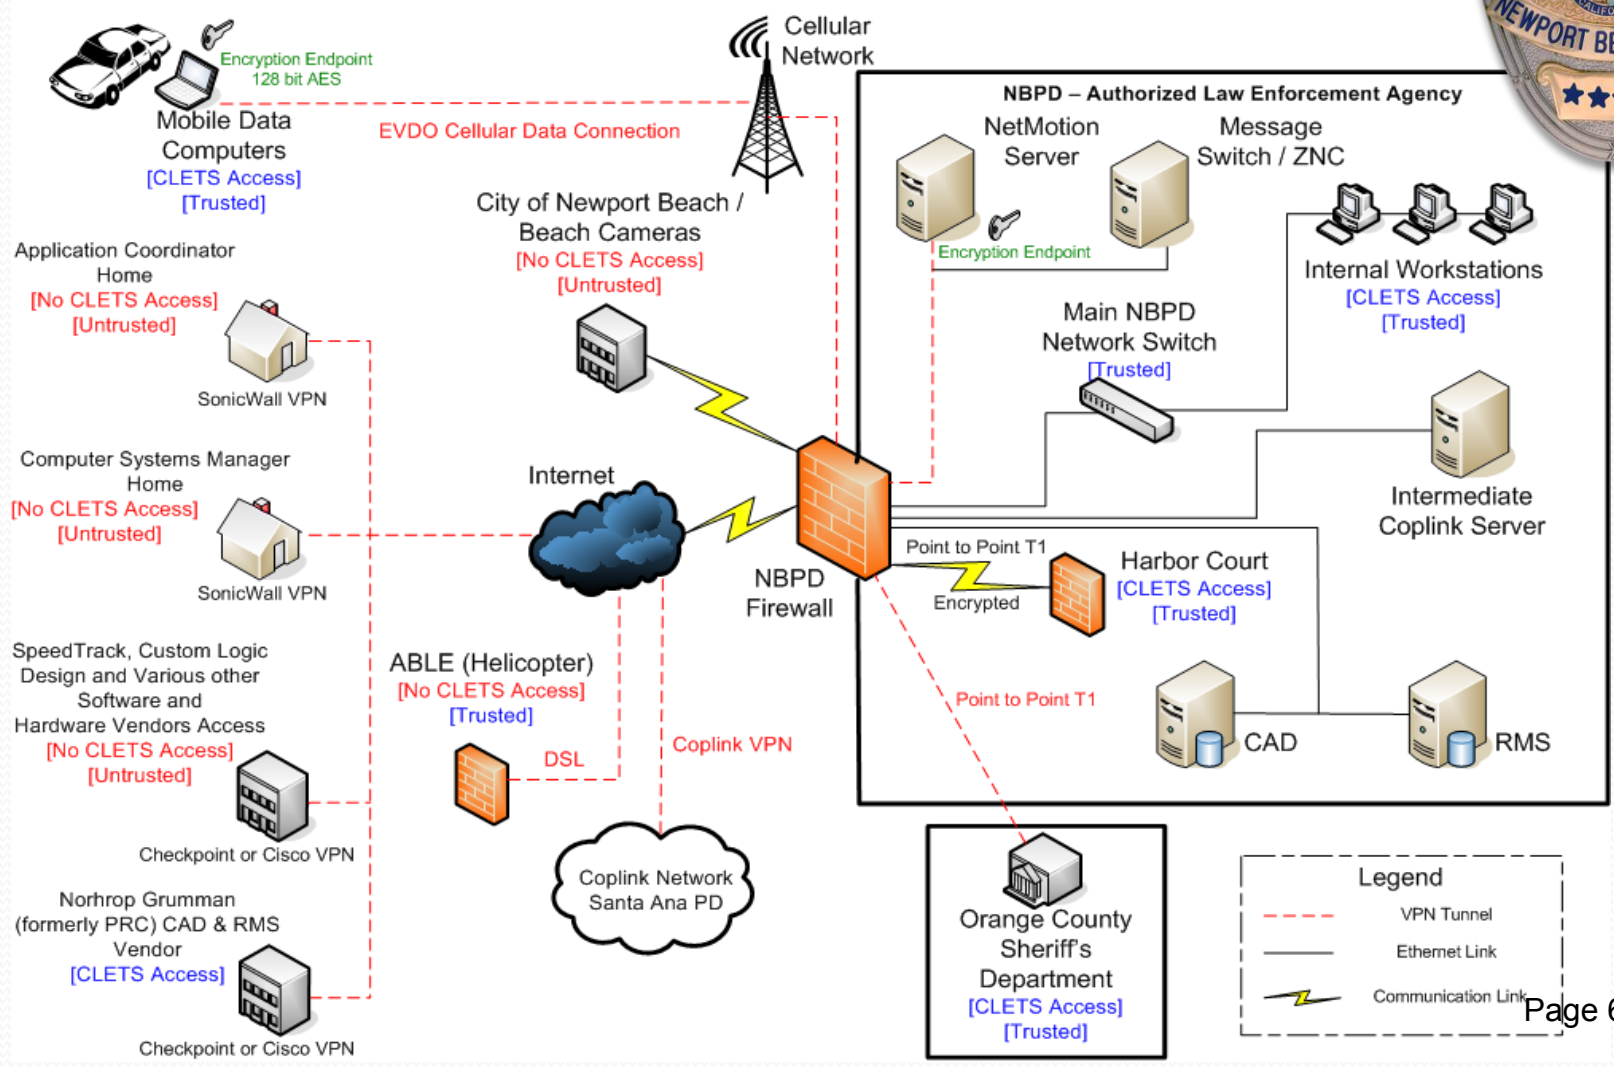 Encryption Endpoint
128 bit AES
Mobile Data
Computers
[CLETS Access]
[Trusted]
EVDO Cellular Data Connection
Cellular
Network
NEWPORT
NBPD – Authorized Law Enforcement Agency
NetMotion
Server
Message
Switch / ZNC
Encryption Endpoint
Internal Workstations
[CLETS Access]
[Trusted]
City of Newport Beach /
Beach Cameras
[No CLETS Access]
[Untrusted]
Application Coordinator
Home
[No CLETS Access]
[Untrusted]
SonicWall VPN
Main NBPD
Network Switch
[Trusted]
Computer Systems Manager
Home
[No CLETS Access]
[Untrusted]
SonicWall VPN
Internet
NBPD
Firewall
Intermediate
Coplink Server
Point to Point T1
Encrypted
Harbor Court
[CLETS Access]
[Trusted]
SpeedTrack, Custom Logic
Design and Various other
Software and
Hardware Vendors Access
[No CLETS Access]
[Untrusted]
Checkpoint or Cisco VPN
ABLE (Helicopter)
[No CLETS Access]
[Trusted]
DSL
Coplink VPN
Point to Point T1
CAD
RMS
Coplink Network
Santa Ana PD
Norhrop Grumman
(formerly PRC) CAD & RMS
Vendor
[CLETS Access]
Checkpoint or Cisco VPN
Orange County
Sheriff's
Department
[CLETS Access]
[Trusted]
Legend
VPN Tunnel
Ethernet Link
Communication Link
Page 6